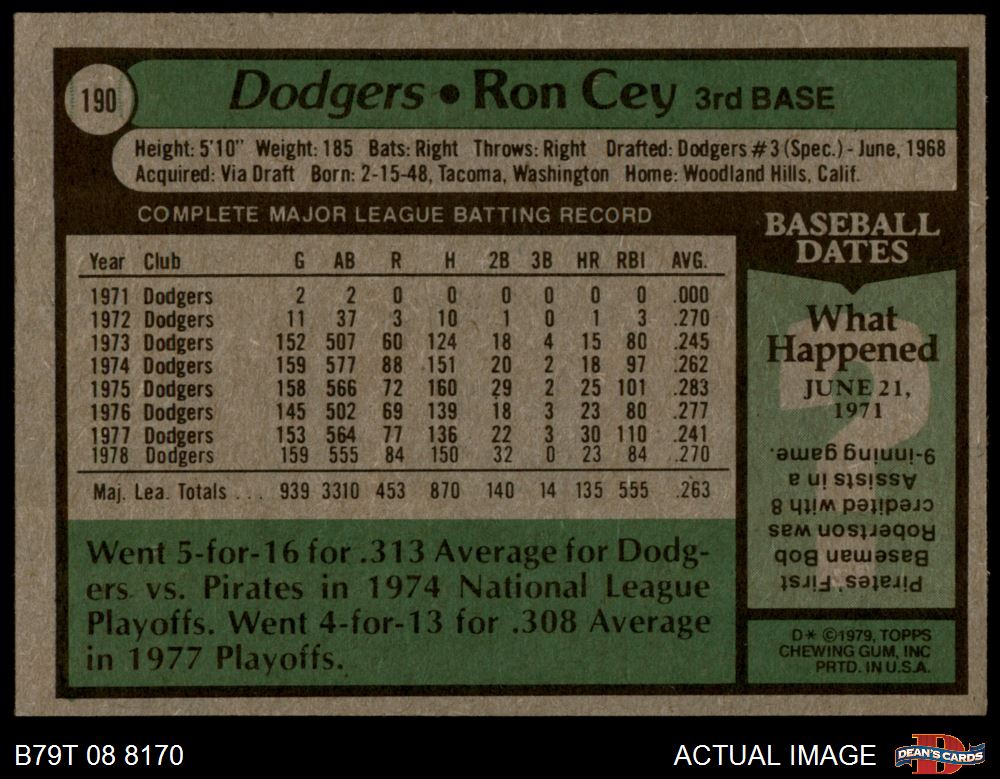 190
Dodgers • Ron Cey 3rd BASE
Height: 5'10" Weight: 185 Bats: Right Throws: Right Drafted: Dodgers #3 (Spec.) - June, 1968
Acquired: Via Draft Born: 2-15-48, Tacoma, Washington Home: Woodland Hills, Calif.
COMPLETE MAJOR LEAGUE BATTING RECORD
Year Club G AB R H 2B 3B HR RBI AVG.
1971 Dodgers 2 2 0 0 0 0 0 0 .000
1972 Dodgers 11 37 3 10 1 0 1 3 .270
1973 Dodgers 152 507 60 124 18 4 15 80 .245
1974 Dodgers 159 577 88 151 20 2 18 97 .262
1975 Dodgers 158 566 72 160 29 2 25 101 .283
1976 Dodgers 145 502 69 139 18 3 23 80 .277
1977 Dodgers 153 564 77 136 22 3 30 110 .241
1978 Dodgers 159 555 84 150 32 0 23 84 .270
Maj. Lea. Totals ... 939 3310 453 870 140 14 135 555 .263
Went 5-for-16 for .313 Average for Dodg-
ers vs. Pirates in 1974 National League
Playoffs. Went 4-for-13 for .308 Average
in 1977 Playoffs.
BASEBALL
DATES
What
Happened
JUNE 21,
1971
Pirates' First
Baseman Bob
Robertson was
credited with 8
Assists in a
9-inning game.
D* ©1979, TOPPS
CHEWING GUM, INC
PRTD. IN U.S.A.
B79T 08 8170
ACTUAL IMAGE
DEAN'S CARDS